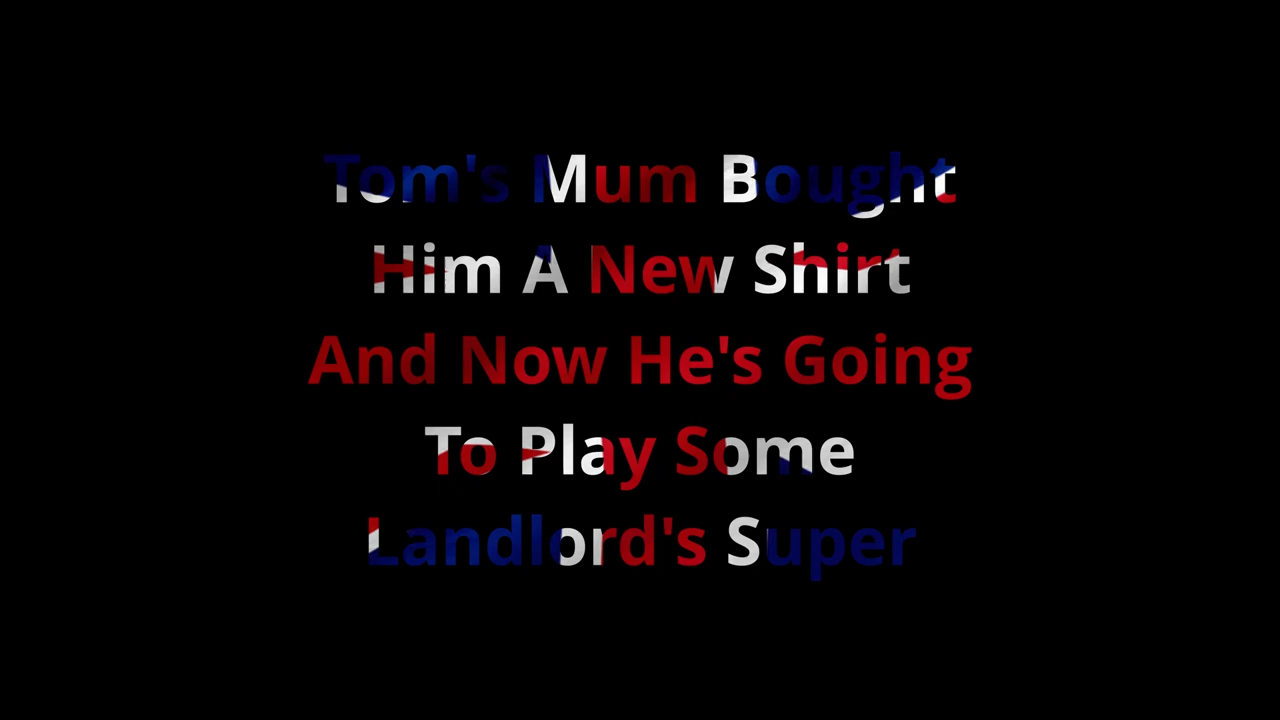 Tom's Mum Bought
Him A New Shirt
And Now He's Going
To Play Some
Landlord's Super